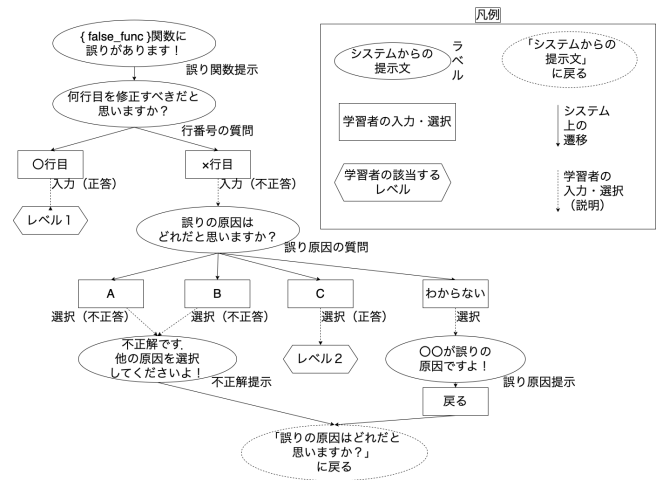 { false_func }関数に
誤りがあります！
誤り関数提示
何行目を修正すべきだと
思いますか？
行番号の質問
〇行目
×行目
入力（正答）
入力（不正答）
レベル１
誤りの原因は
どれだと思いますか？
誤り原因の質問
A
B
C
わからない
選択（不正答）
選択（不正答）
選択（正答）
選択
不正解です．
他の原因を選択
してくださいよ！
不正解提示
レベル２
〇〇が誤りの
原因ですよ！
誤り原因提示
戻る
「誤りの原因はどれだと
思いますか？」
に戻る
凡例
システムからの
提示文
ラベル
「システムからの
提示文」
に戻る
学習者の入力・選択
システム
上の
遷移
学習者の該当する
レベル
学習者の
入力・選択
（説明）